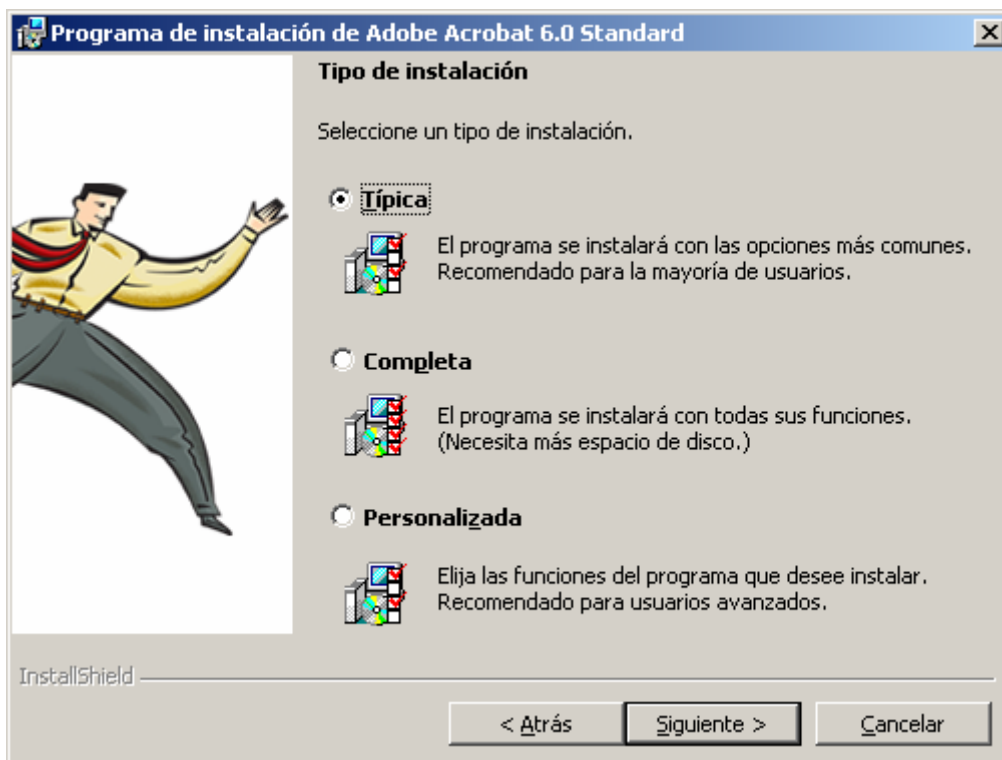 Programa de instalación de Adobe Acrobat 6.0 Standard
Tipo de instalación
Seleccione un tipo de instalación.
Típica
El programa se instalará con las opciones más comunes.
Recomendado para la mayoría de usuarios.
Completa
El programa se instalará con todas sus funciones.
(Necesita más espacio de disco.)
Personalizada
Elija las funciones del programa que desee instalar.
Recomendado para usuarios avanzados.
InstallShield
< Atrás Siguiente > Cancelar